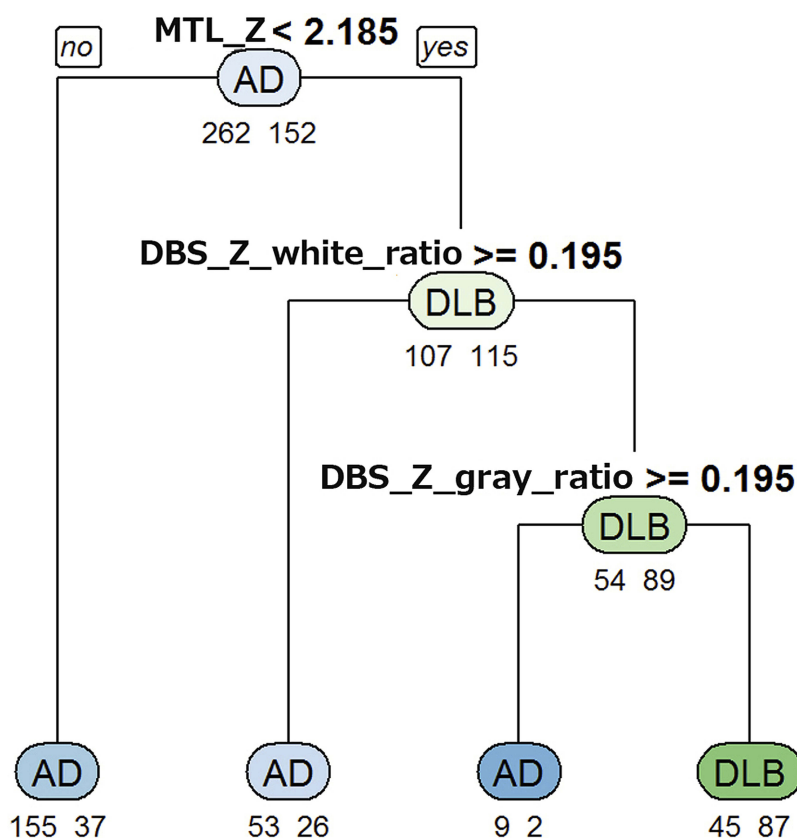 MTL_Z < 2.185
no
yes
AD
262 152
DBS_Z_white_ratio >= 0.195
DLB
107 115
DBS_Z_gray_ratio >= 0.195
DLB
54 89
AD
AD
AD
DLB
155 37
53 26
9 2
45 87